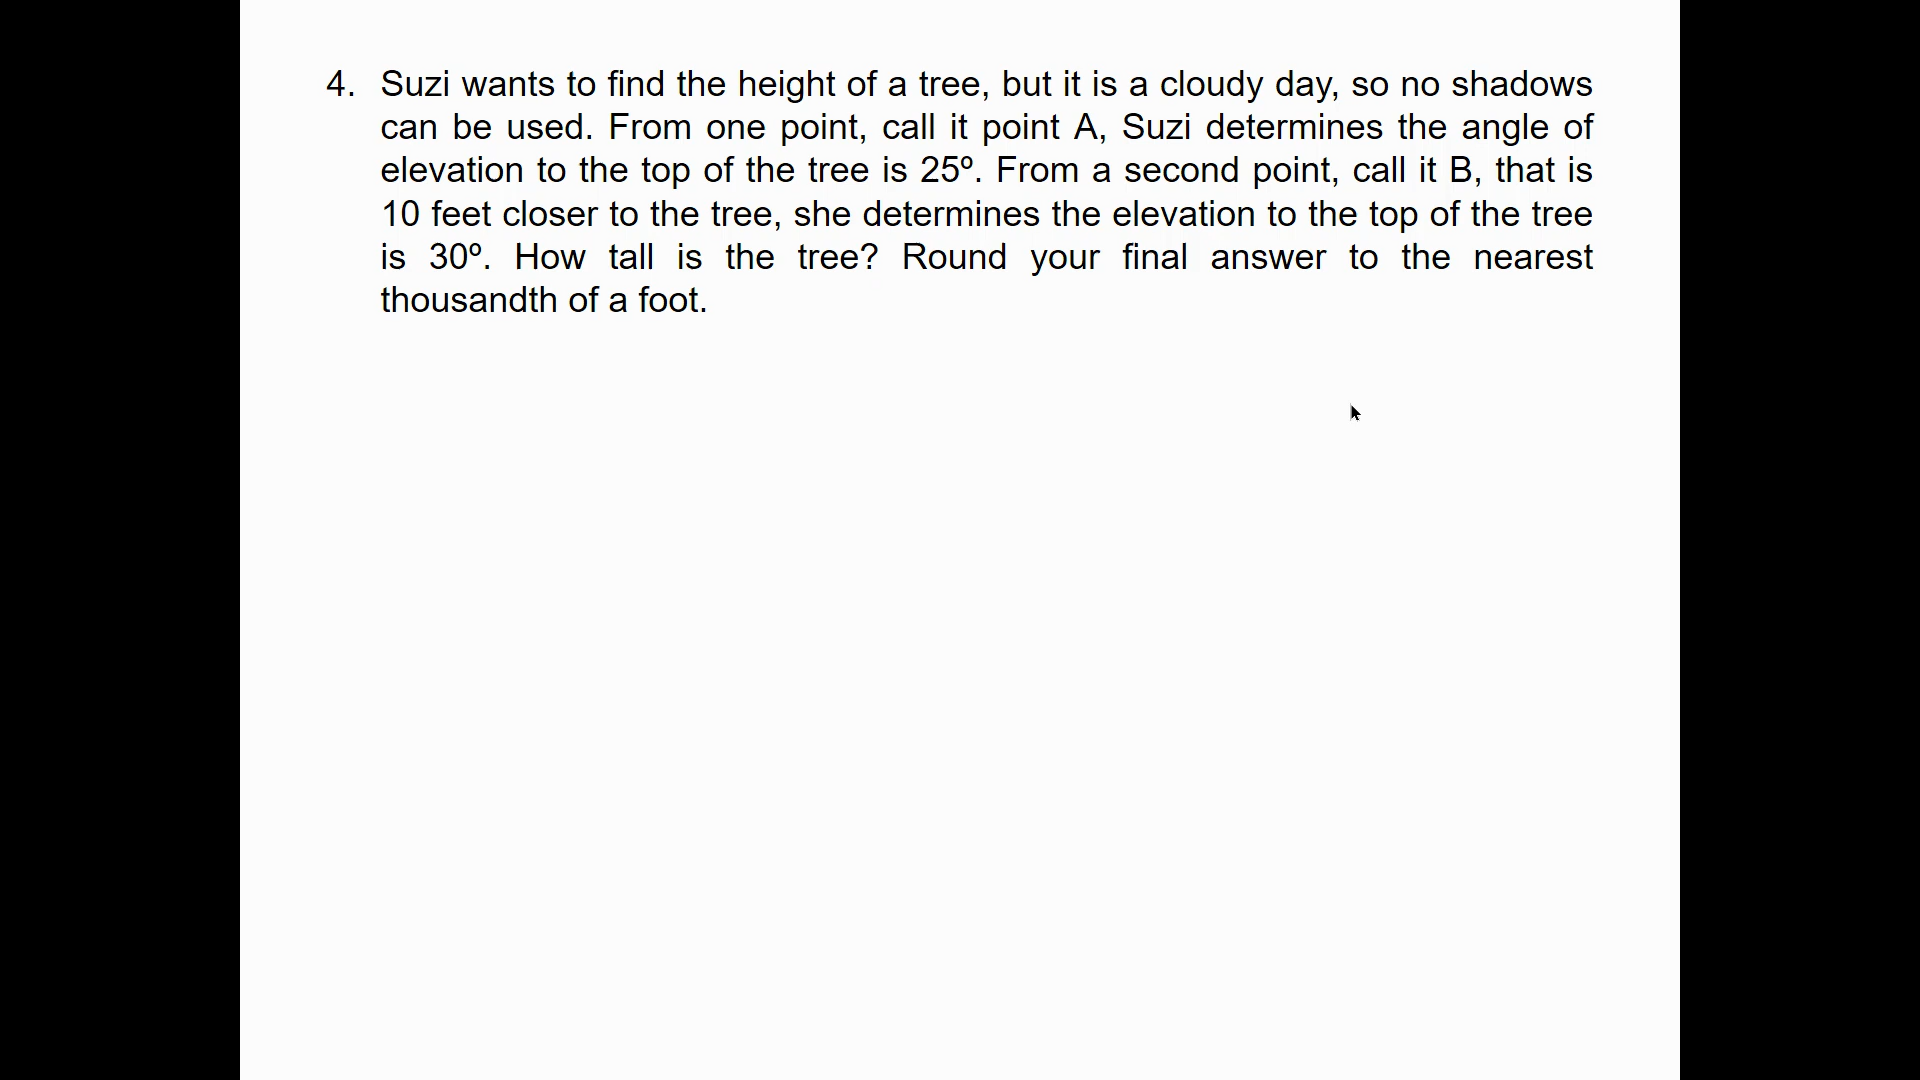 4. Suzi wants to find the height of a tree, but it is a cloudy day, so no shadows
can be used. From one point, call it point A, Suzi determines the angle of
elevation to the top of the tree is 25º. From a second point, call it B, that is
10 feet closer to the tree, she determines the elevation to the top of the tree
is 30º. How tall is the tree? Round your final answer to the nearest
thousandth of a foot.